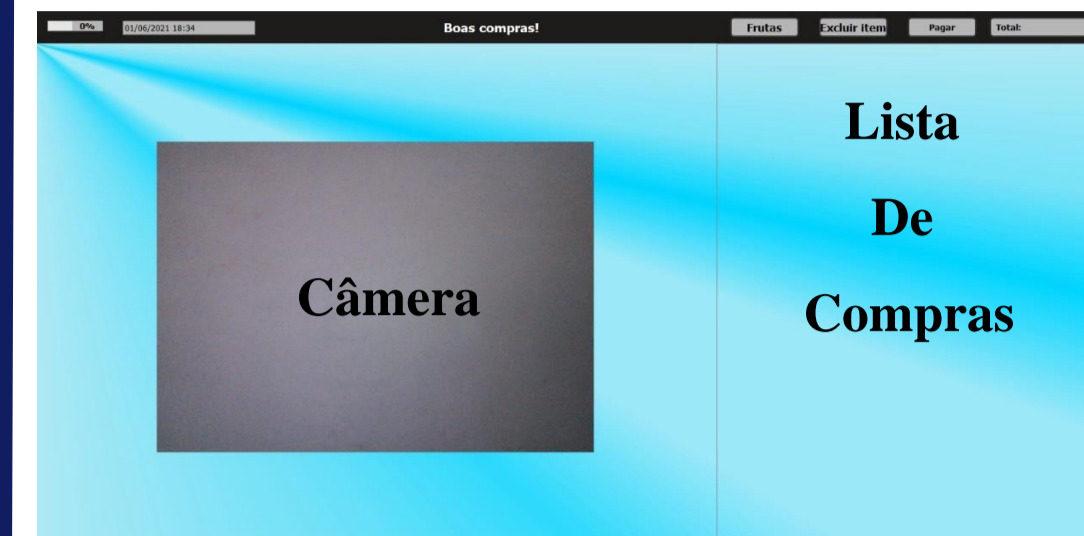 0%
01/06/2021 18:34
Boas compras!
Frutas
Excluir item
Pagar
Total:
Lista
De
Compras
Câmera